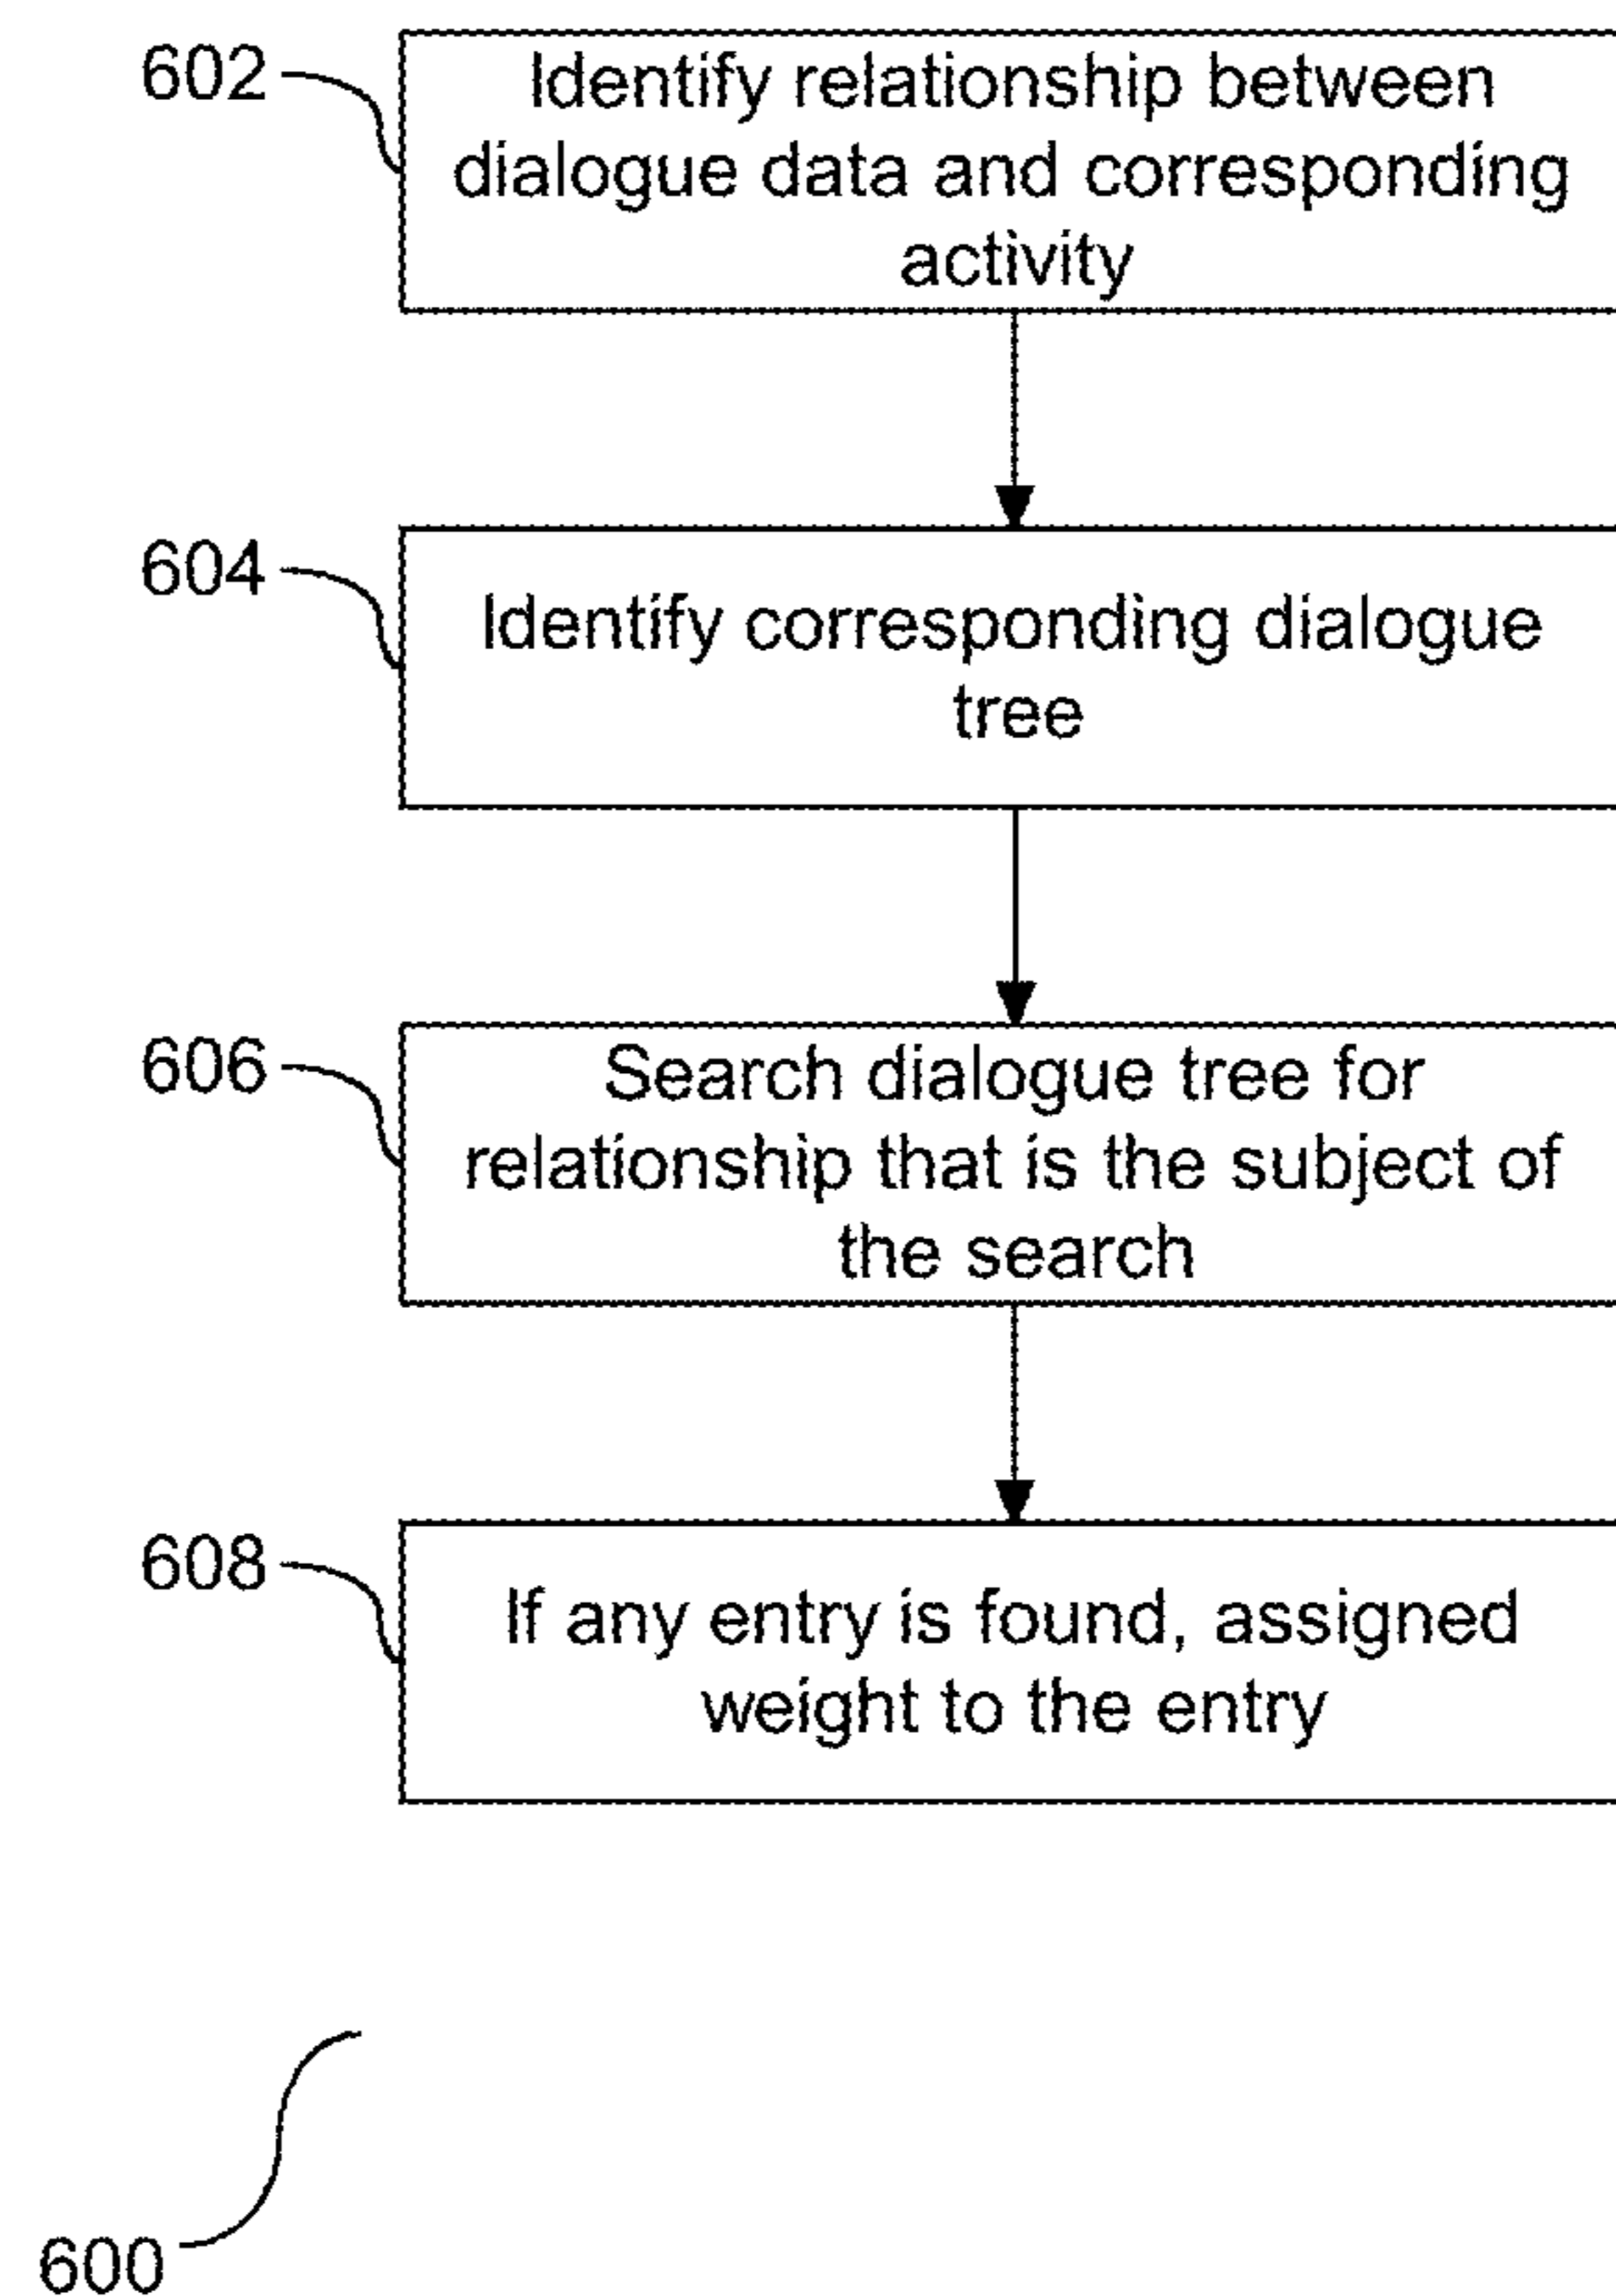 602
Identify relationship between
dialogue data and corresponding
activity
604
Identify corresponding dialogue
tree
606
Search dialogue tree for
relationship that is the subject of
the search
608
If any entry is found, assigned
weight to the entry
600